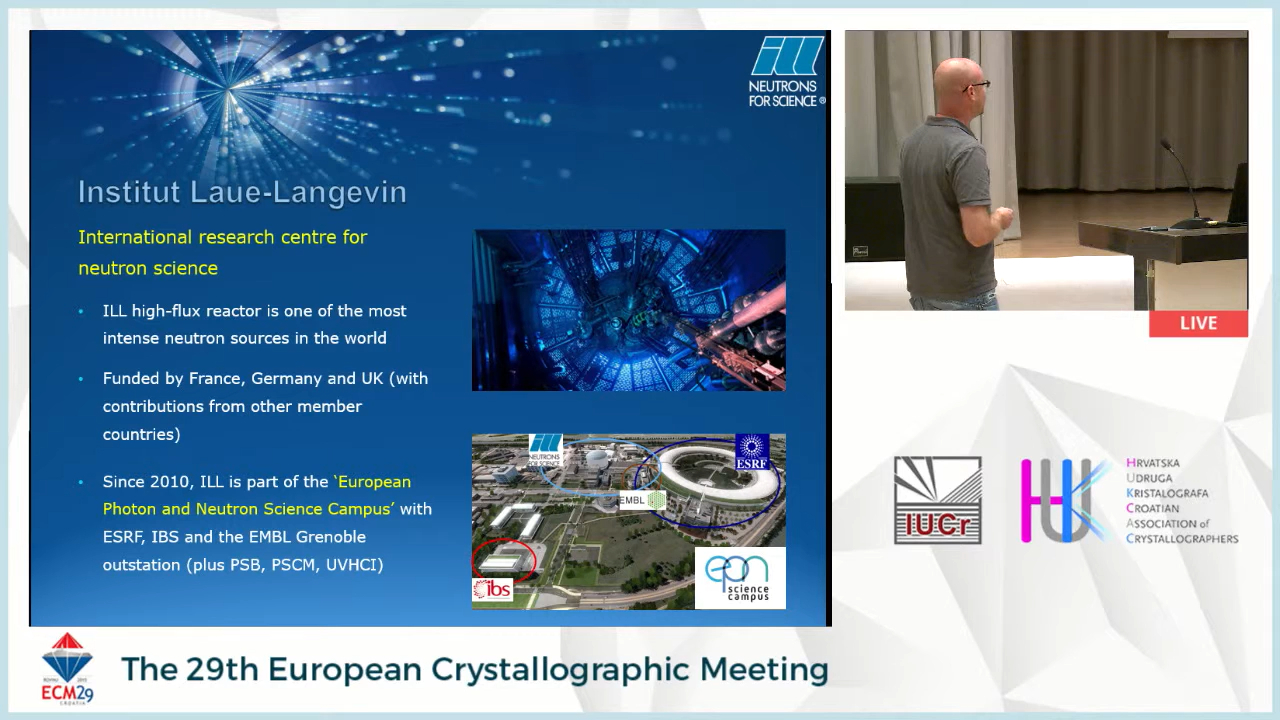 ill
NEUTRONS
FOR SCIENCE ®
Institut Laue-Langevin
International research centre for
neutron science
• ILL high-flux reactor is one of the most
intense neutron sources in the world
• Funded by France, Germany and UK (with
contributions from other member
countries)
• Since 2010, ILL is part of the ‘European
Photon and Neutron Science Campus’ with
ESRF, IBS and the EMBL Grenoble
outstation (plus PSB, PSCM, UVHCI)
NEUTRONS
FOR SCIENCE
ESRF
EMBL
ibs
epn
science
campus
LIVE
IUCr
HUK
HRVATSKA
UDRUGA
KRISTALOGRAFA
CROATIAN
ASSOCIATION of
CRYSTALLOGRAPHERS
ECM29
CROATIA
The 29th European Crystallographic Meeting